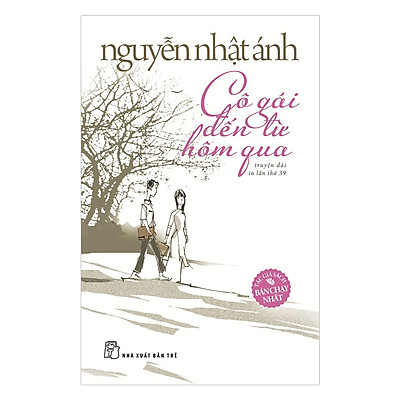 nguyễn nhật ánh
Cô gái
đến từ
hôm qua
truyện dài
in lần thứ 39
TÁC GIẢ SÁCH
BÁN CHẠY
NHẤT
NHÀ XUẤT BẢN TRẺ